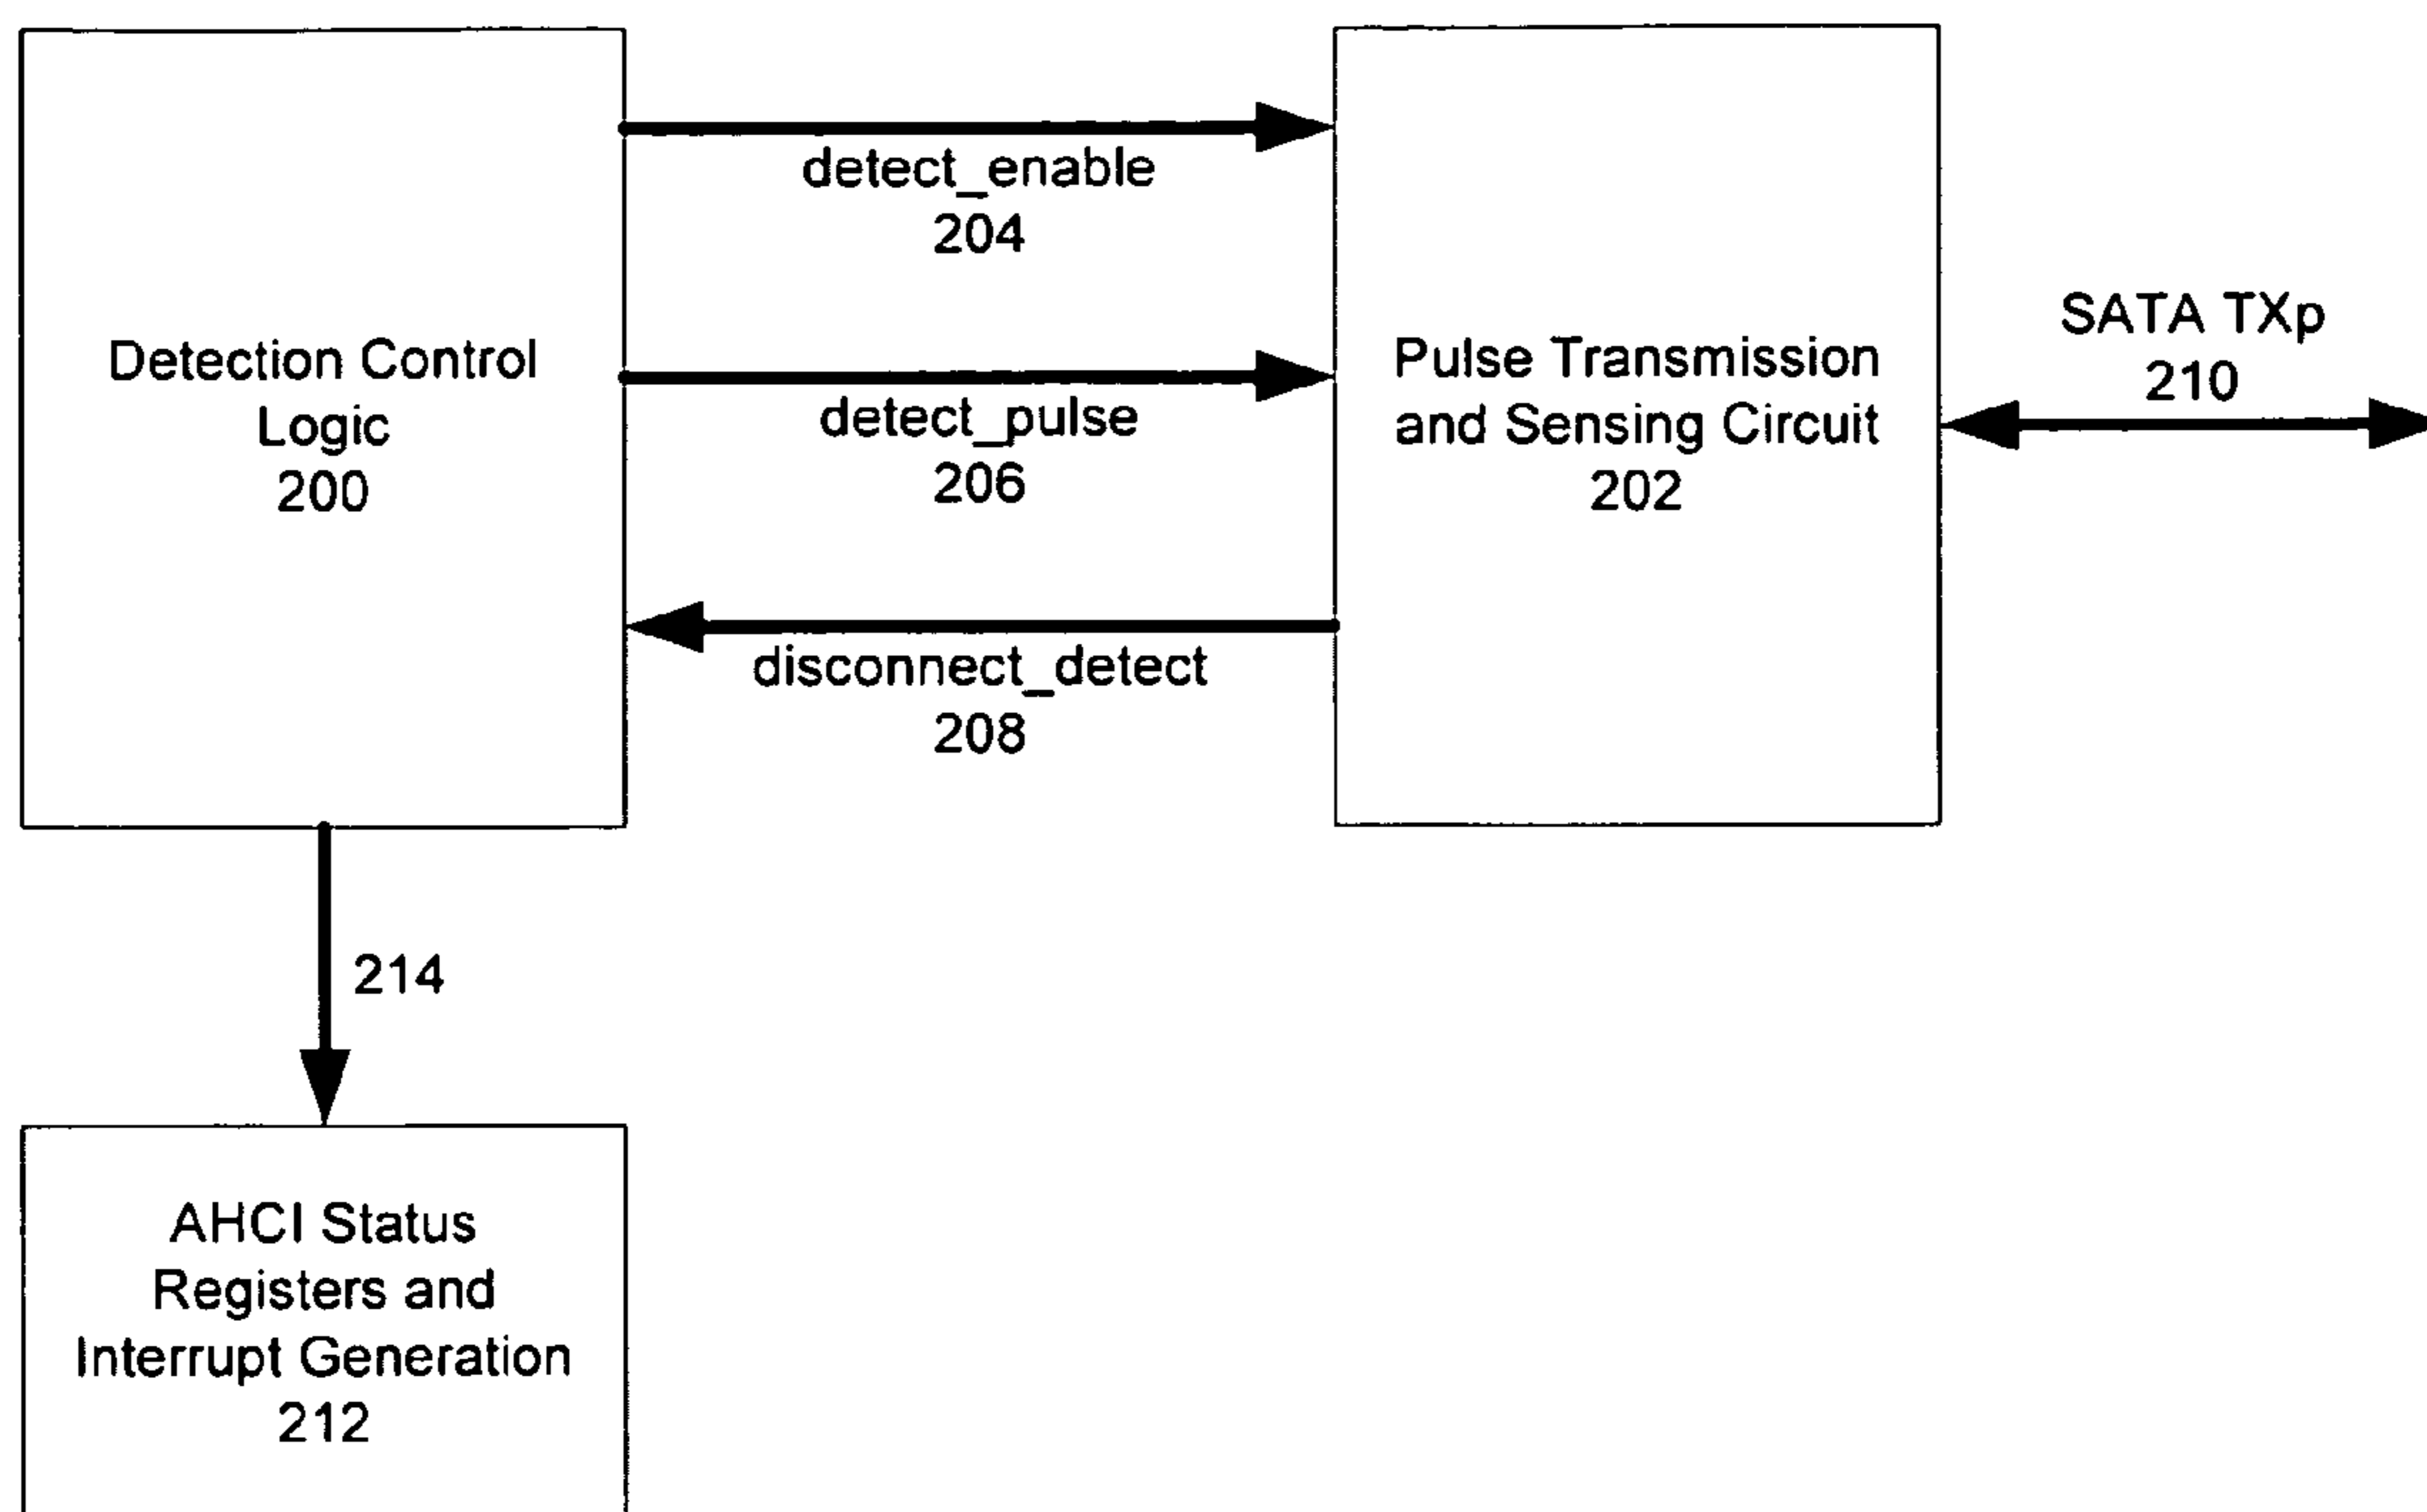 detect_enable
204
Detection Control
Logic
200
detect_pulse
206
Pulse Transmission
and Sensing Circuit
202
SATA TXp
210
disconnect_detect
208
214
AHCI Status
Registers and
Interrupt Generation
212